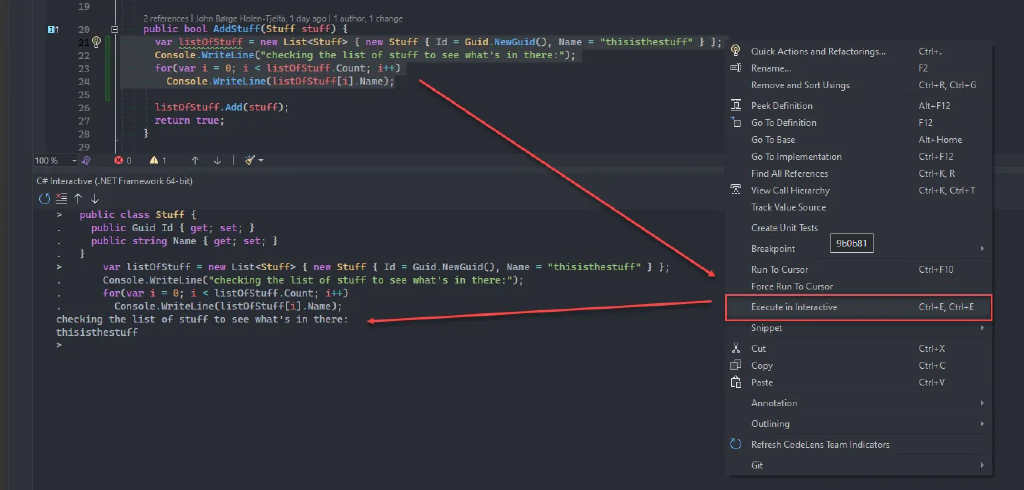 19
2 references | John Børge Holen-Tjelta, 1 day ago | 1 author, 1 change
20 public bool AddStuff(Stuff stuff) {
21 var listOfStuff = new List<Stuff> { new Stuff { Id = Guid.NewGuid(), Name = "thisisthestuff" } };
22 Console.WriteLine("checking the list of stuff to see what's in there:");
23 for(var i = 0; i < listOfStuff.Count; i++)
24 Console.WriteLine(listOfStuff[i].Name);
25
26 listOfStuff.Add(stuff);
27 return true;
28 }
29
100 % 0 1
C# Interactive (.NET Framework 64-bit)
> public class Stuff {
. public Guid Id { get; set; }
. public string Name { get; set; }
. }
> var listOfStuff = new List<Stuff> { new Stuff { Id = Guid.NewGuid(), Name = "thisisthestuff" } };
. Console.WriteLine("checking the list of stuff to see what's in there:");
. for(var i = 0; i < listOfStuff.Count; i++)
. Console.WriteLine(listOfStuff[i].Name);
checking the list of stuff to see what's in there:
thisisthestuff
>
Quick Actions and Refactorings... Ctrl+.
Rename... F2
Remove and Sort Usings Ctrl+R, Ctrl+G
Peek Definition Alt+F12
Go To Definition F12
Go To Base Alt+Home
Go To Implementation Ctrl+F12
Find All References Ctrl+K, R
View Call Hierarchy Ctrl+K, Ctrl+T
Track Value Source
Create Unit Tests
Breakpoint
9b0b81
Run To Cursor Ctrl+F10
Force Run To Cursor
Execute in Interactive Ctrl+E, Ctrl+E
Snippet
Cut Ctrl+X
Copy Ctrl+C
Paste Ctrl+V
Annotation
Outlining
Refresh CodeLens Team Indicators
Git